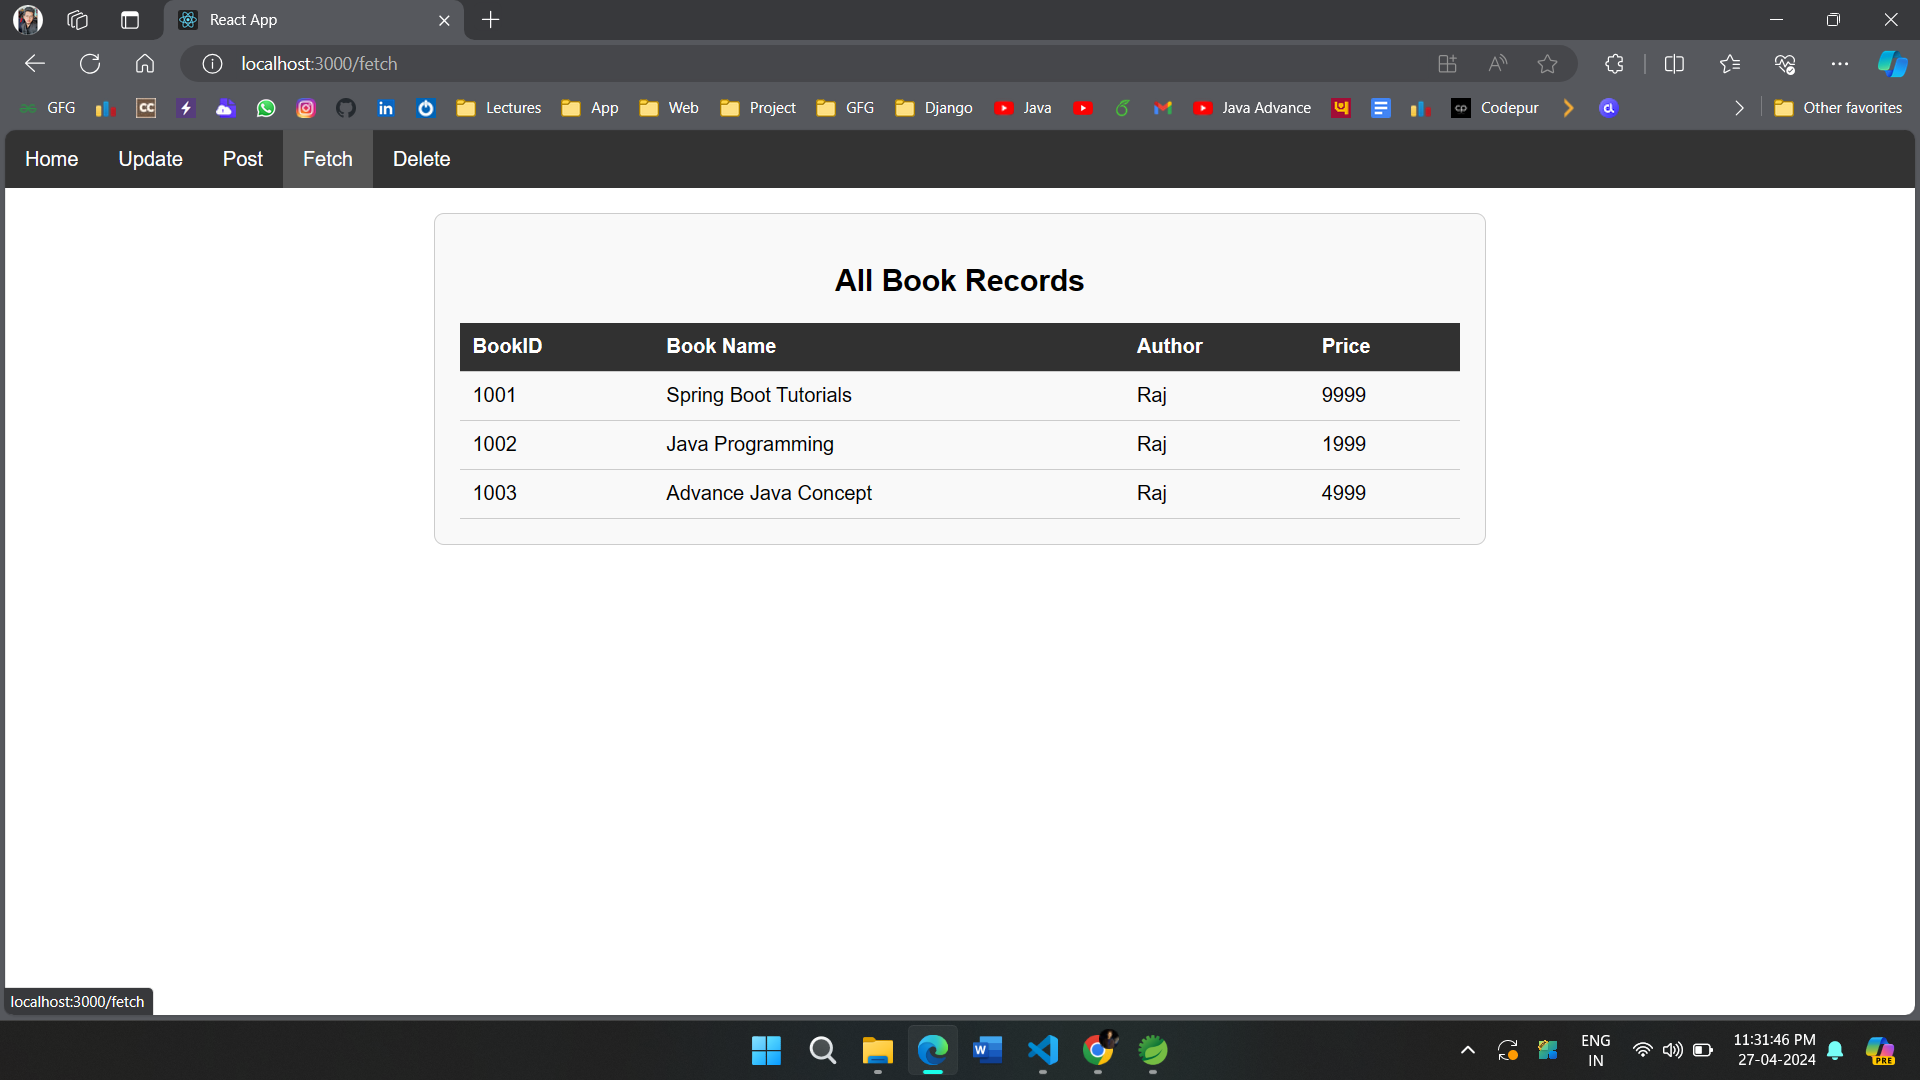 React App
localhost:3000/fetch
GFG CC Lectures App Web Project GFG Django Java Java Advance cp Codepur Other favorites
Home Update Post Fetch Delete
All Book Records
BookID Book Name Author Price
1001 Spring Boot Tutorials Raj 9999
1002 Java Programming Raj 1999
1003 Advance Java Concept Raj 4999
localhost:3000/fetch
ENG 11:31:46 PM
IN 27-04-2024
PRE